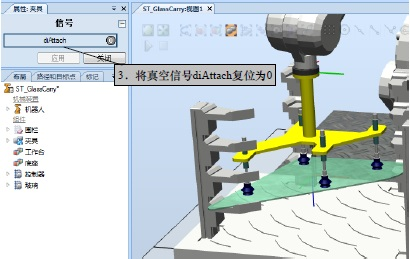 属性: 夹具
信号
diAttach
应用
关闭
布局
路径和目标点
标记
ST_GlassCarry*
机械装置
机器人
组件
围栏
夹具
工作台
底座
控制器
玻璃
ST_GlassCarry:视图1
3、将真空信号diAttach复位为0